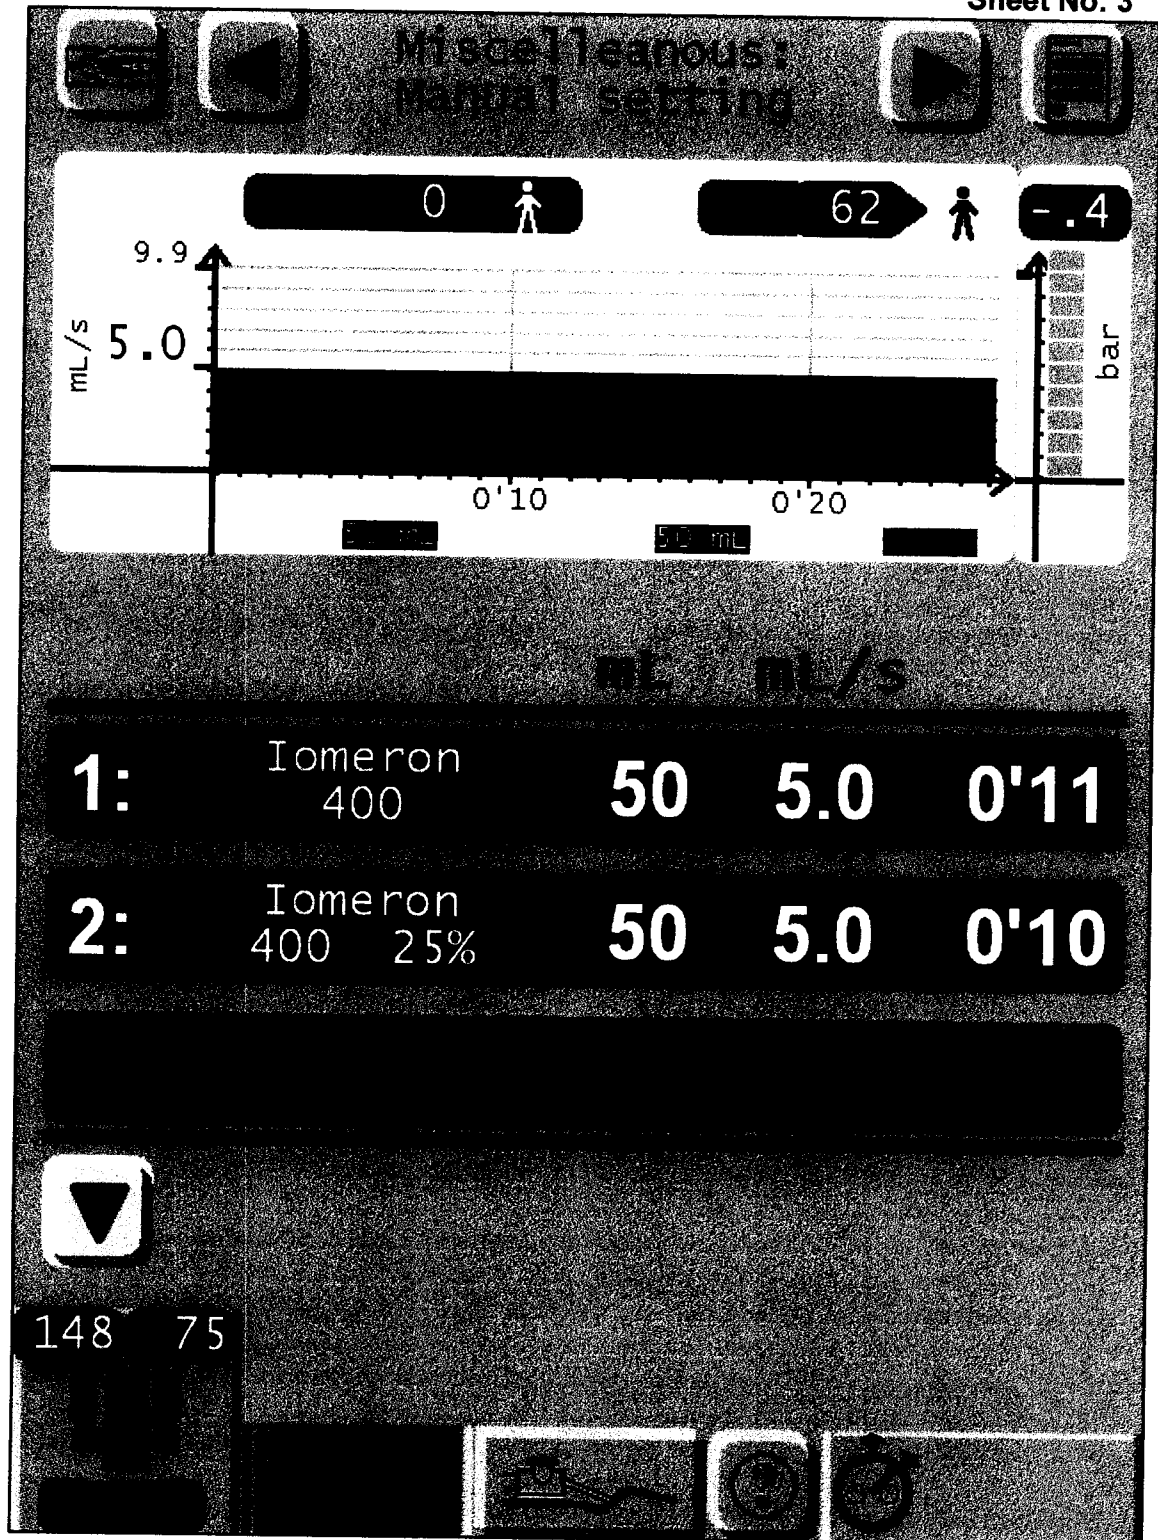 Sheet No. 3
Miscelleanous:
Manual setting
0
62
-.4
9.9
mL/s
5.0
bar
0'10
0'20
50 mL
mL mL/s
1: Iomeron 400 50 5.0 0'11
2: Iomeron 400 25% 50 5.0 0'10
148 75